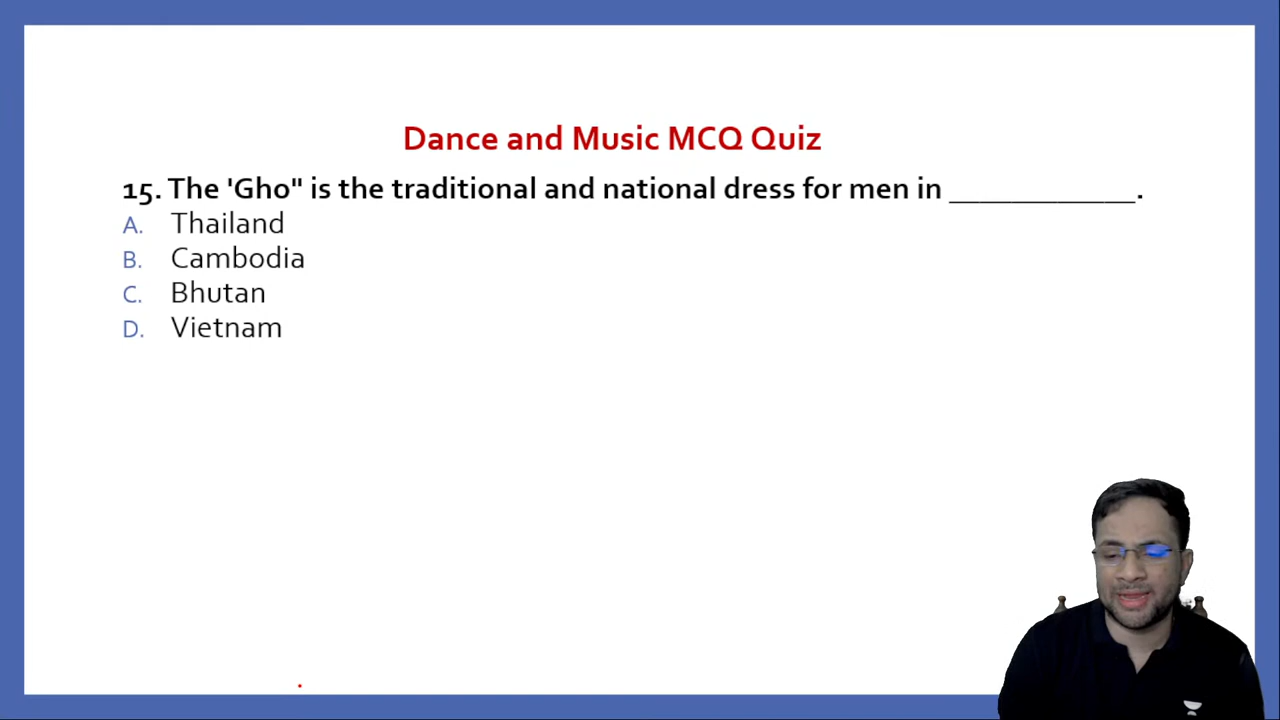 Dance and Music MCQ Quiz
15. The 'Gho" is the traditional and national dress for men in _____________.
A. Thailand
B. Cambodia
C. Bhutan
D. Vietnam